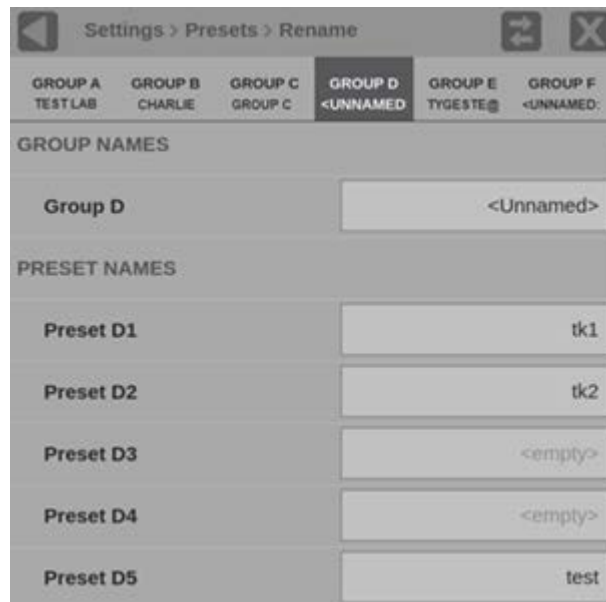 Settings > Presets > Rename
GROUP A GROUP B GROUP C GROUP D GROUP E GROUP F
TEST LAB CHARLIE GROUP C <UNNAMED TYGESTE@ <UNNAMED:
GROUP NAMES
Group D <Unnamed>
PRESET NAMES
Preset D1 tk1
Preset D2 tk2
Preset D3 <empty>
Preset D4 <empty>
Preset D5 test